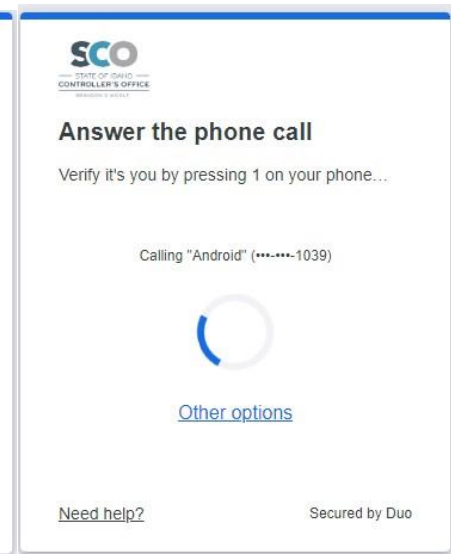 SCO
STATE OF IDAHO
CONTROLLER'S OFFICE
Answer the phone call
Verify it's you by pressing 1 on your phone...
Calling "Android" (•••-•••-1039)
Other options
Need help?
Secured by Duo